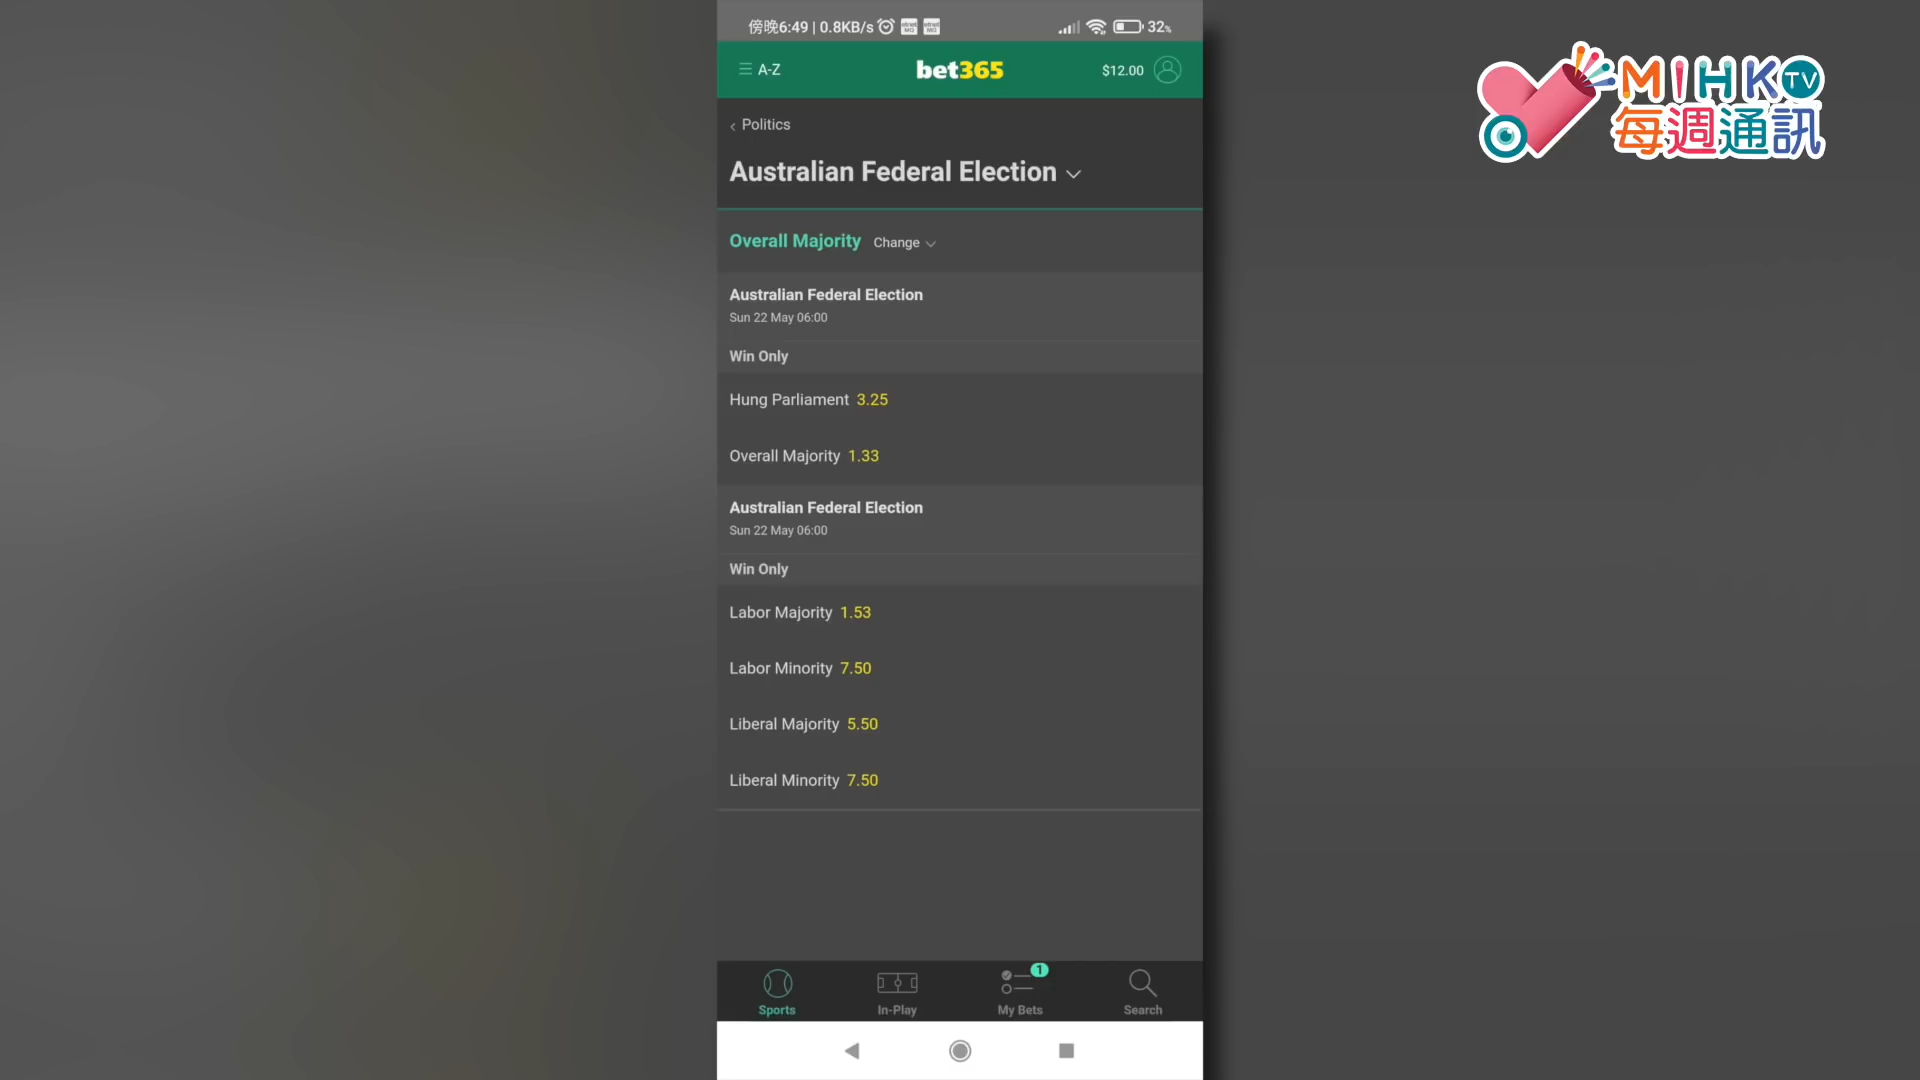 傍晚6:49 | 0.8KB/s
32%
A-Z
bet365
$12.00
MIHK TV
每週通訊
Politics
Australian Federal Election
Overall Majority Change
Australian Federal Election
Sun 22 May 06:00
Win Only
Hung Parliament 3.25
Overall Majority 1.33
Australian Federal Election
Sun 22 May 06:00
Win Only
Labor Majority 1.53
Labor Minority 7.50
Liberal Majority 5.50
Liberal Minority 7.50
1
Sports
In-Play
My Bets
Search